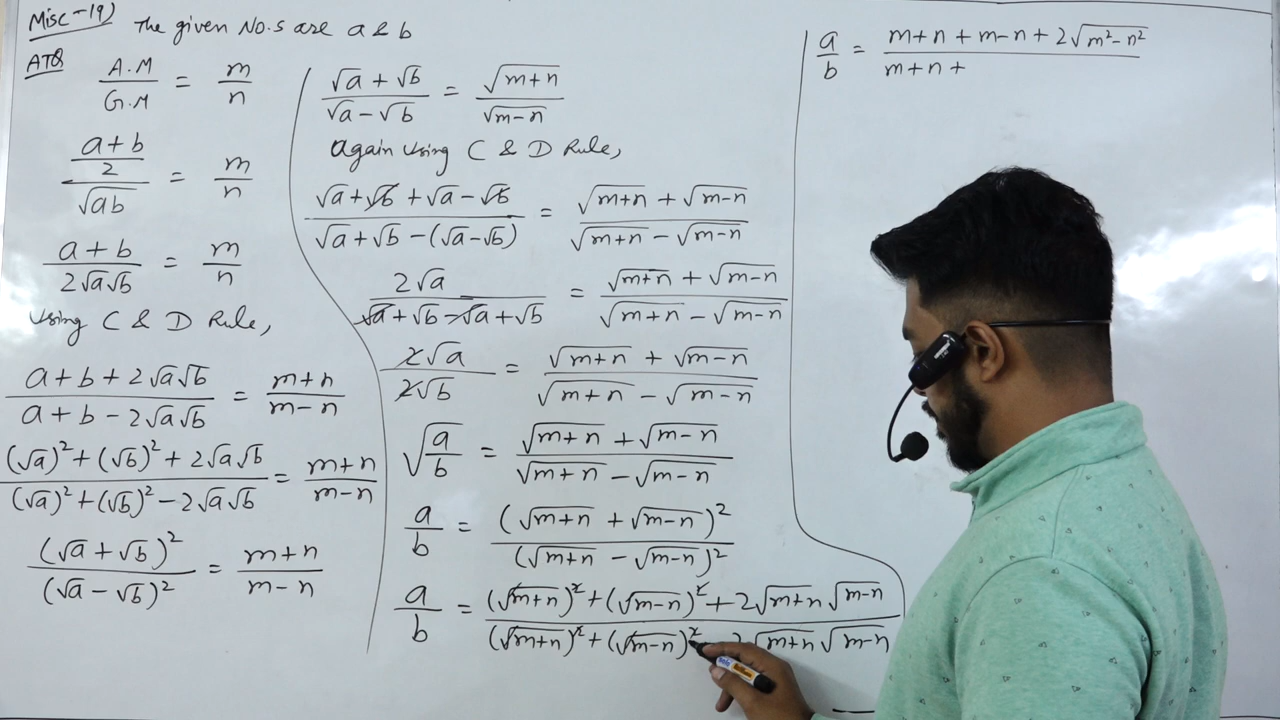 Misc-19) The given No.s are a & b
ATQ
A.M/G.M = m/n
((a+b)/2)/√ab = m/n
(a+b)/(2√a√b) = m/n
Using C & D Rule,
(a+b+2√a√b)/(a+b-2√a√b) = (m+n)/(m-n)
((√a)²+(√b)²+2√a√b)/((√a)²+(√b)²-2√a√b) = (m+n)/(m-n)
(√a+√b)²/(√a-√b)² = (m+n)/(m-n)
(√a+√b)/(√a-√b) = √(m+n)/√(m-n)
Again Using C & D Rule,
(√a+√b+√a-√b)/(√a+√b-(√a-√b)) = (√(m+n)+√(m-n))/(√(m+n)-√(m-n))
2√a/(√a+√b-√a+√b) = (√(m+n)+√(m-n))/(√(m+n)-√(m-n))
2√a/2√b = (√(m+n)+√(m-n))/(√(m+n)-√(m-n))
√(a/b) = (√(m+n)+√(m-n))/(√(m+n)-√(m-n))
a/b = (√(m+n)+√(m-n))²/(√(m+n)-√(m-n))²
a/b = ((√(m+n))²+(√(m-n))²+2√(m+n)√(m-n))/((√(m+n))²+(√(m-n))²-2√(m+n)√(m-n))
a/b = (m+n+m-n+2√(m²-n²))/(m+n+